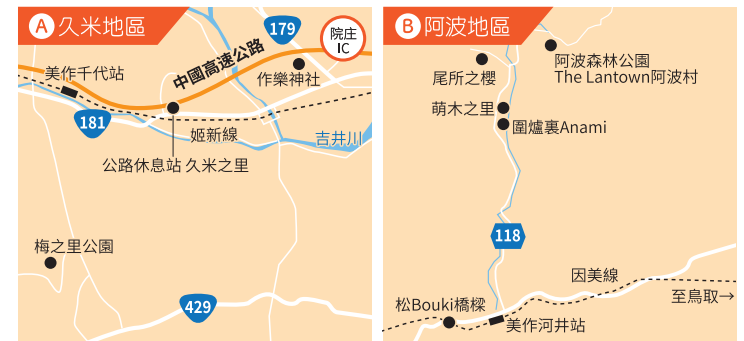 A 久米地區
179
院庄
IC
中國高速公路
美作千代站
作樂神社
181
姬新線
吉井川
公路休息站 久米之里
梅之里公園
429
B 阿波地區
阿波森林公園
尾所之櫻
The Lantown阿波村
萌木之里
圍爐裏Anami
118
因美線
至鳥取→
松Bouki橋樑
美作河井站